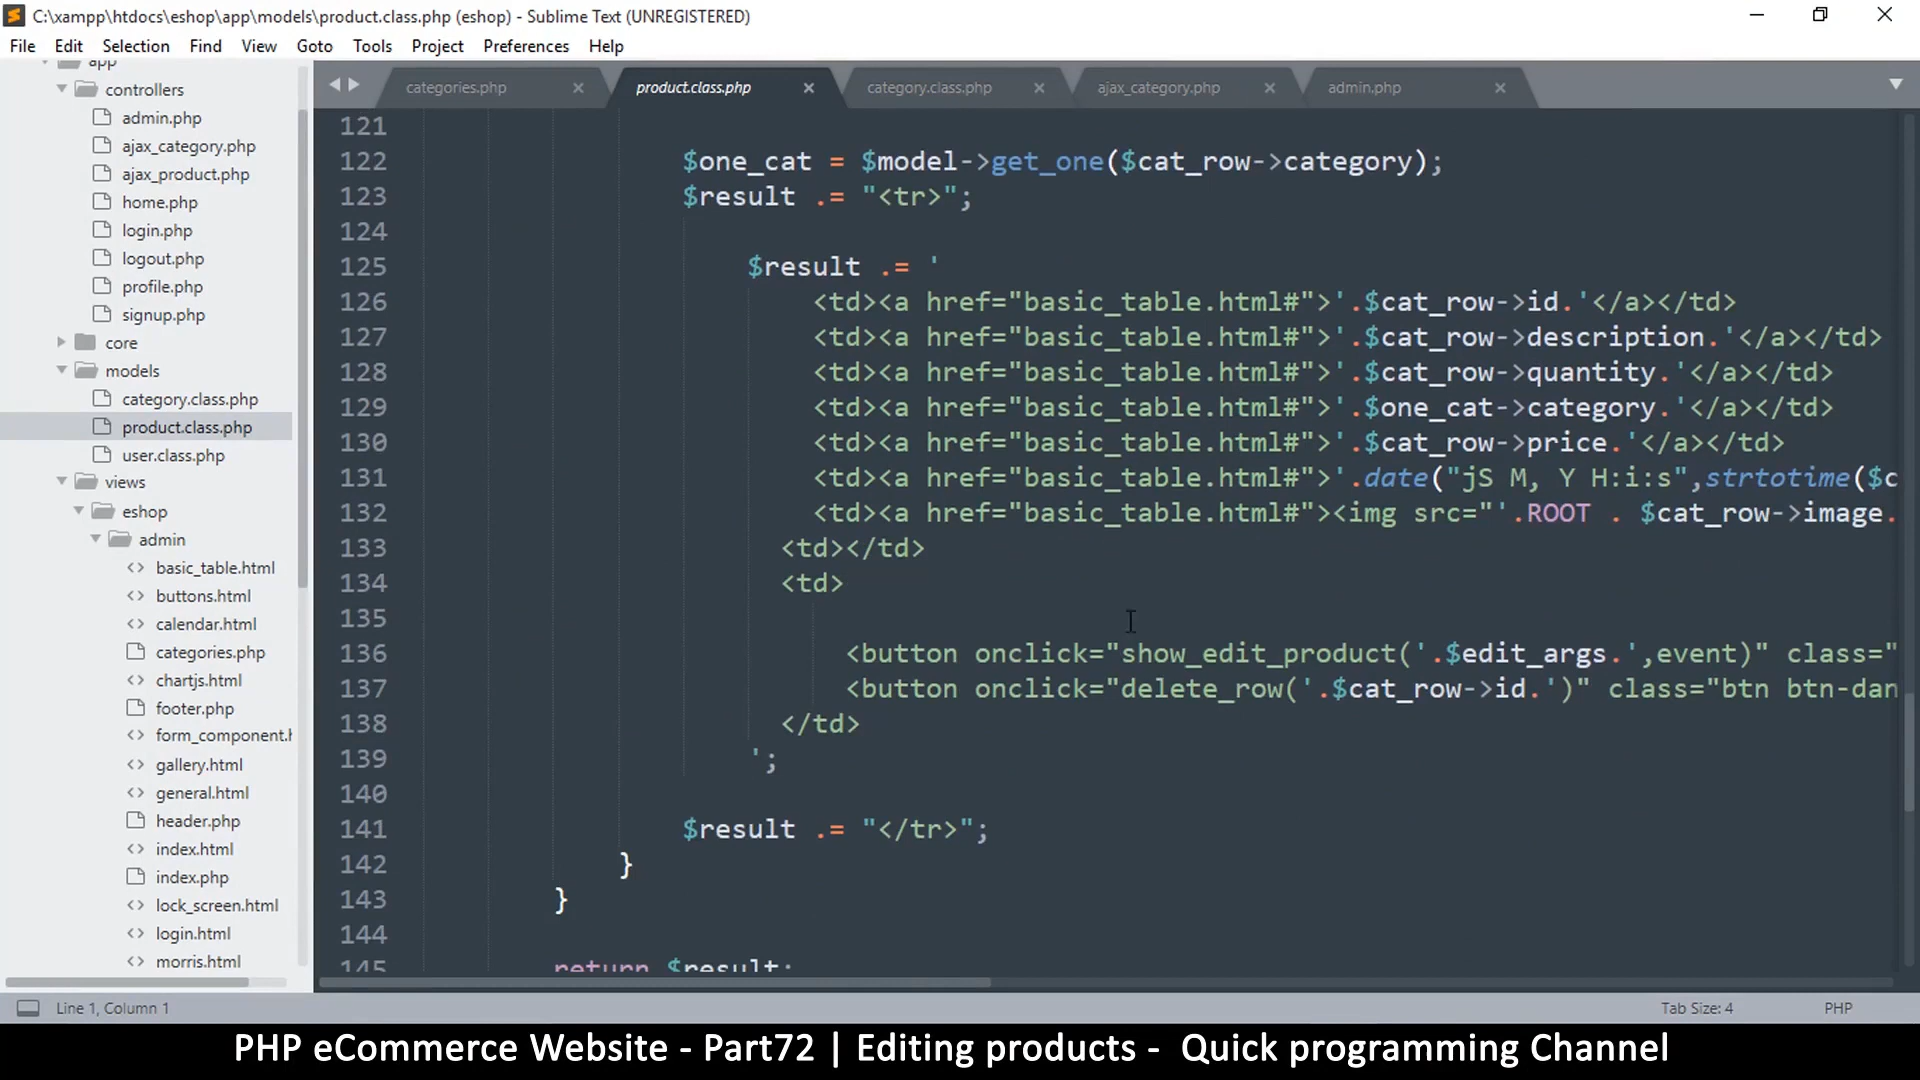 C:\xampp\htdocs\eshop\app\models\product.class.php (eshop) - Sublime Text (UNREGISTERED)
File Edit Selection Find View Goto Tools Project Preferences Help
app
controllers
admin.php
ajax_category.php
ajax_product.php
home.php
login.php
logout.php
profile.php
signup.php
core
models
category.class.php
product.class.php
user.class.php
views
eshop
admin
basic_table.html
buttons.html
calendar.html
categories.php
chartjs.html
footer.php
form_component.h
gallery.html
general.html
header.php
index.html
index.php
lock_screen.html
login.html
morris.html
categories.php product.class.php category.class.php ajax_category.php admin.php
121
122 $one_cat = $model->get_one($cat_row->category);
123 $result .= "<tr>";
124
125 $result .= '
126 <td><a href="basic_table.html#">'.$cat_row->id.'</a></td>
127 <td><a href="basic_table.html#">'.$cat_row->description.'</a></td>
128 <td><a href="basic_table.html#">'.$cat_row->quantity.'</a></td>
129 <td><a href="basic_table.html#">'.$one_cat->category.'</a></td>
130 <td><a href="basic_table.html#">'.$cat_row->price.'</a></td>
131 <td><a href="basic_table.html#">'.date("jS M, Y H:i:s",strtotime($c
132 <td><a href="basic_table.html#"><img src="'.ROOT . $cat_row->image.
133 <td></td>
134 <td>
135
136 <button onclick="show_edit_product('.$edit_args.',event)" class="
137 <button onclick="delete_row('.$cat_row->id.')" class="btn btn-dan
138 </td>
139 ';
140
141 $result .= "</tr>";
142 }
143 }
144
145 return $result;
Line 1, Column 1 Tab Size: 4 PHP
PHP eCommerce Website - Part72 | Editing products - Quick programming Channel